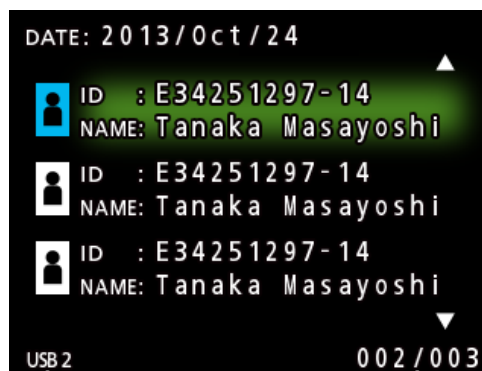 DATE: 2013/Oct/24
ID : E34251297-14
NAME: Tanaka Masayoshi
ID : E34251297-14
NAME: Tanaka Masayoshi
ID : E34251297-14
NAME: Tanaka Masayoshi
USB 2 002/003